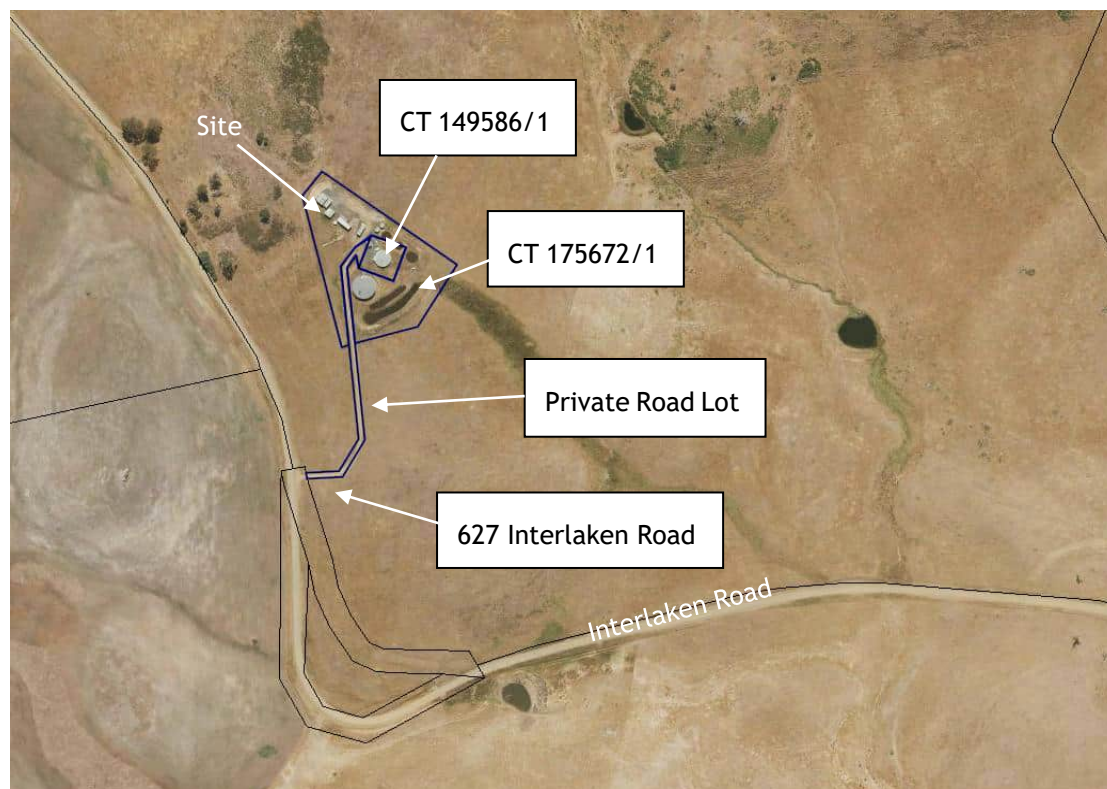 CT 149586/1
Site
CT 175672/1
Private Road Lot
627 Interlaken Road
Interlaken Road